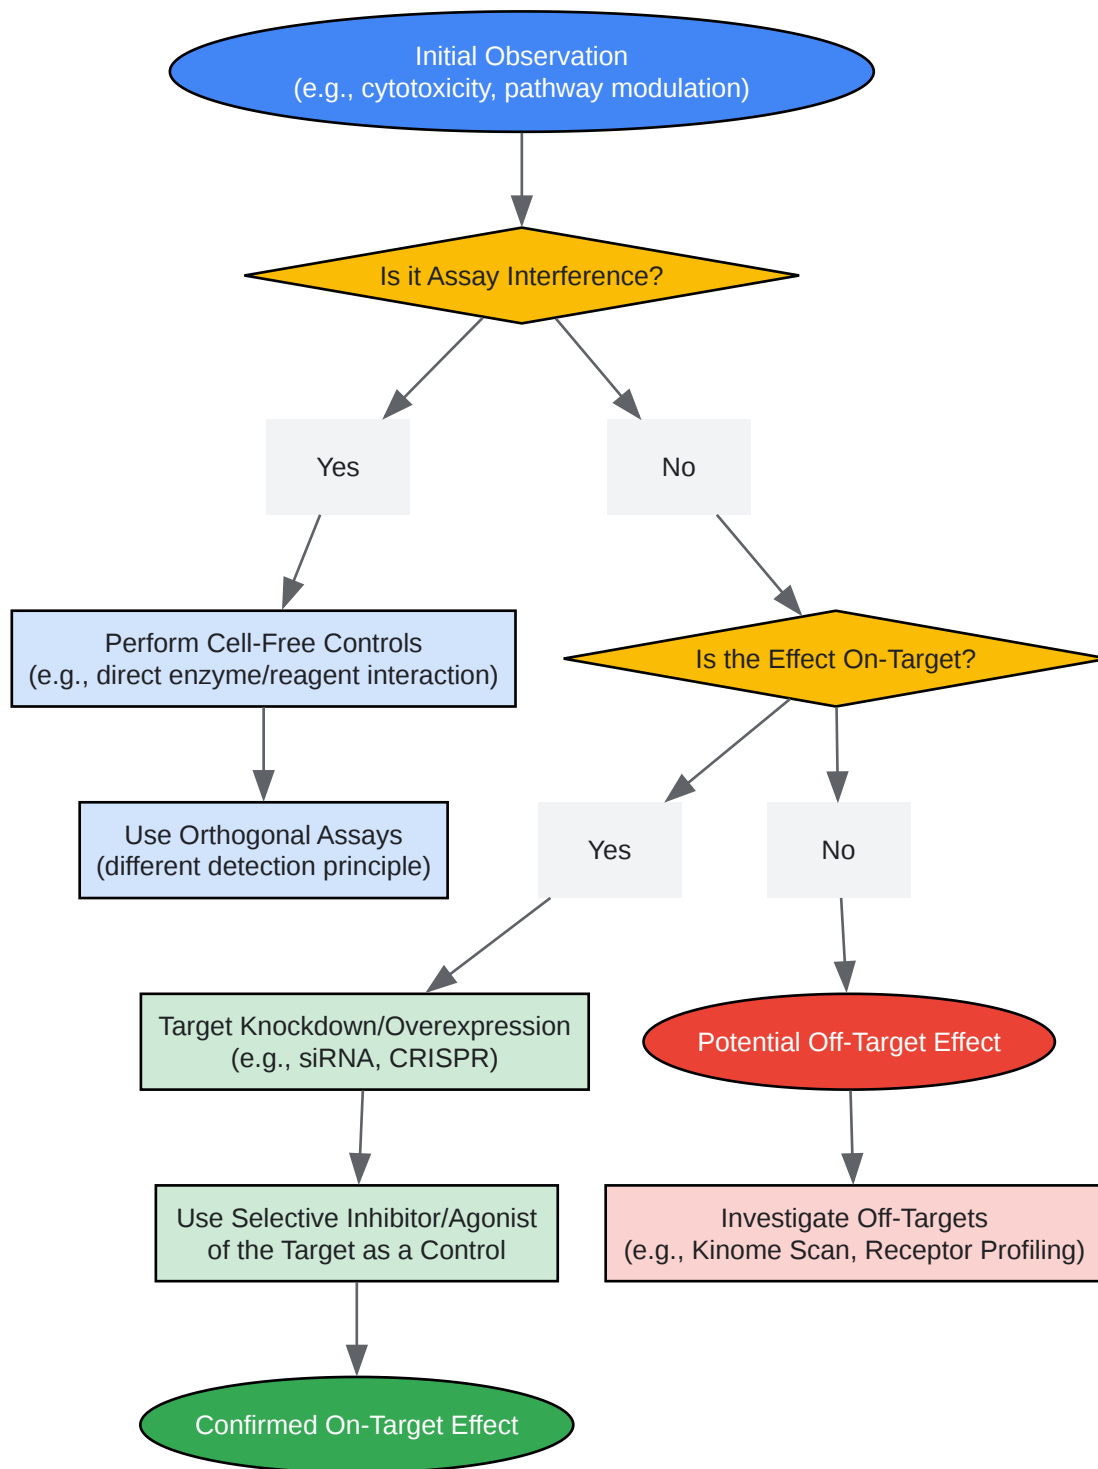 Initial Observation
(e.g., cytotoxicity, pathway modulation)
Is it Assay Interference?
Yes
No
Perform Cell-Free Controls
(e.g., direct enzyme/reagent interaction)
Is the Effect On-Target?
Use Orthogonal Assays
(different detection principle)
Yes
No
Target Knockdown/Overexpression
(e.g., siRNA, CRISPR)
Potential Off-Target Effect
Use Selective Inhibitor/Agonist
of the Target as a Control
Investigate Off-Targets
(e.g., Kinome Scan, Receptor Profiling)
Confirmed On-Target Effect